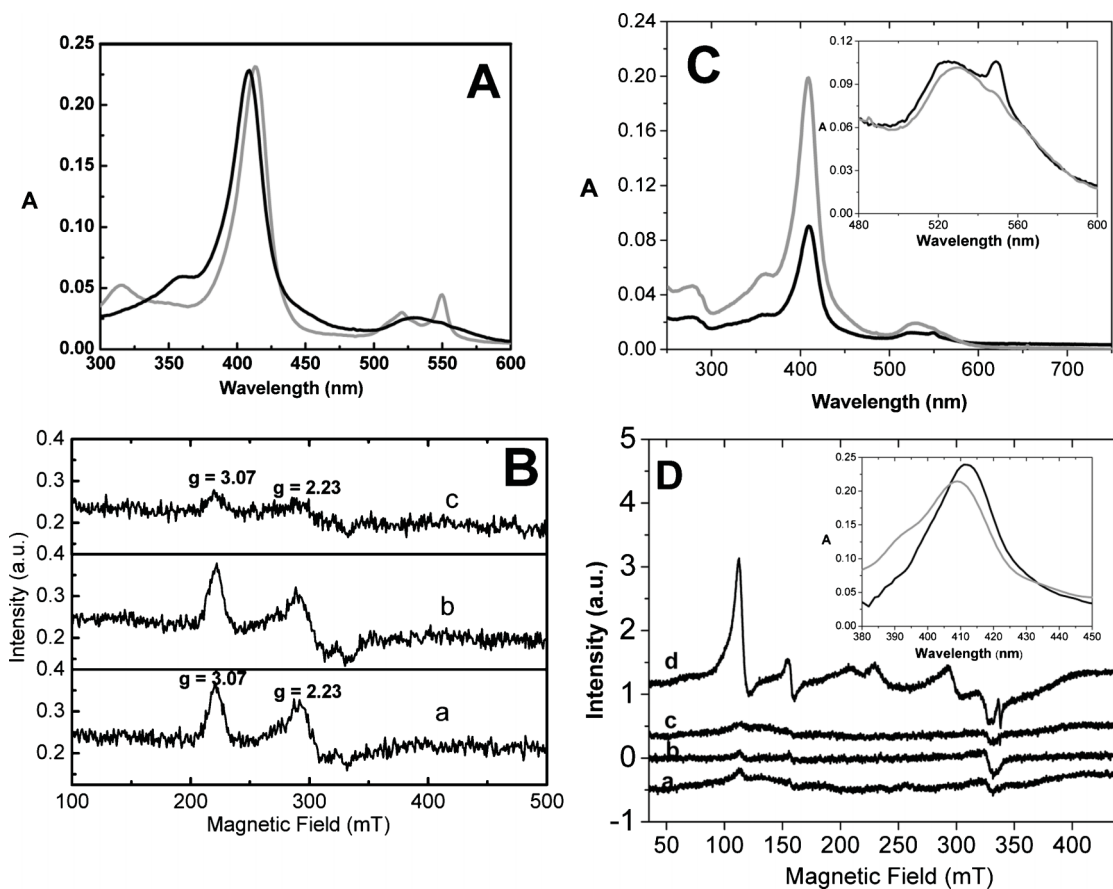 A
0.25
0.20
0.15
0.10
0.05
0.00
A
300 350 400 450 500 550 600
Wavelength (nm)
C
0.24
0.20
0.16
0.12
0.08
0.04
0.00
A
300 400 500 600 700
Wavelength (nm)
0.12
0.09
0.06
0.03
0.00
A
480 520 560 600
Wavelength (nm)
B
0.4
0.3
0.2
0.4
0.3
0.2
0.4
0.3
0.2
Intensity (a.u.)
g = 3.07
g = 2.23
c
b
g = 3.07
g = 2.23
a
100 200 300 400 500
Magnetic Field (mT)
D
5
4
3
2
1
0
-1
Intensity (a.u.)
d
c
b
a
50 100 150 200 250 300 350 400
Magnetic Field (mT)
0.25
0.20
0.15
0.10
0.05
0.00
A
380 390 400 410 420 430 440 450
Wavelength (nm)